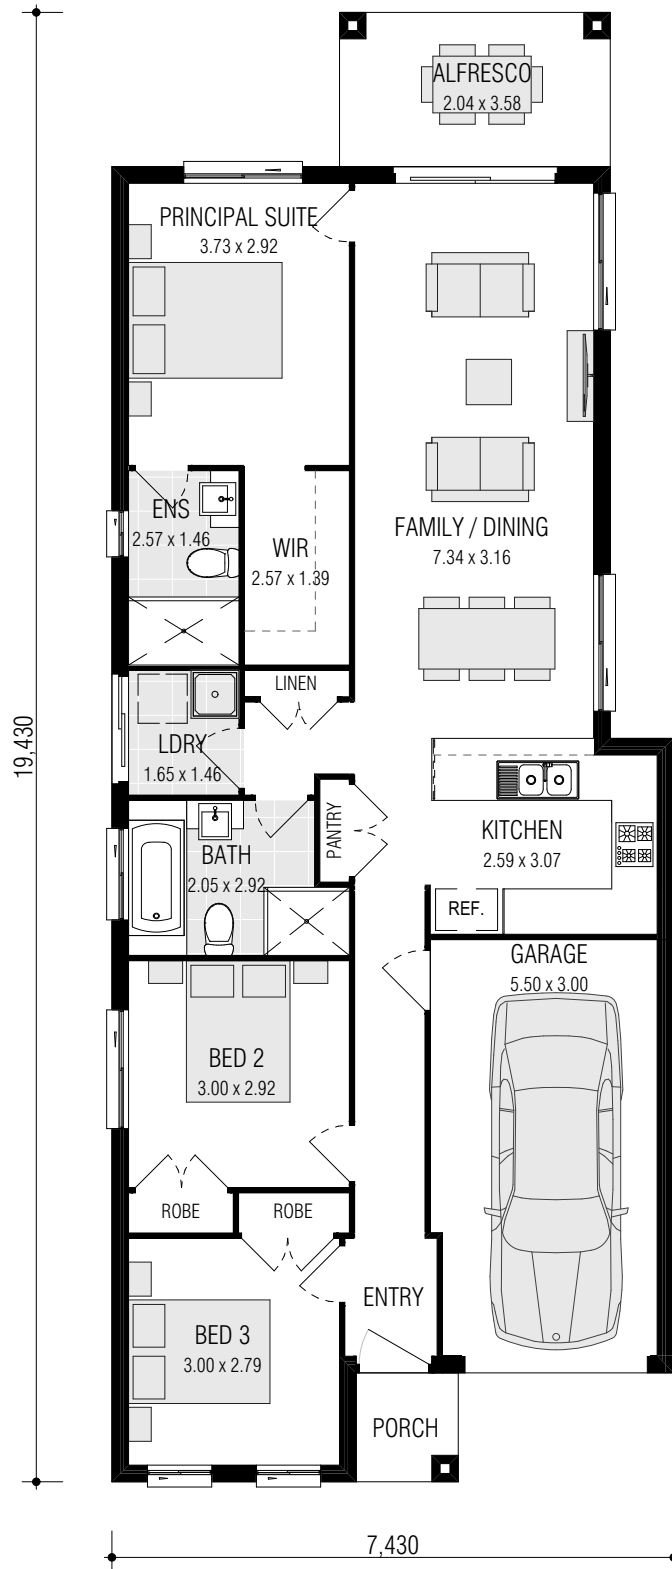 ALFRESCO
2.04 x 3.58
PRINCIPAL SUITE
3.73 x 2.92
ENS
2.57 x 1.46
WIR
2.57 x 1.39
FAMILY / DINING
7.34 x 3.16
LINEN
LDRY
1.65 x 1.46
19,430
PANTRY
KITCHEN
2.59 x 3.07
BATH
2.05 x 2.92
REF.
GARAGE
5.50 x 3.00
BED 2
3.00 x 2.92
ROBE
ROBE
ENTRY
BED 3
3.00 x 2.79
PORCH
7,430